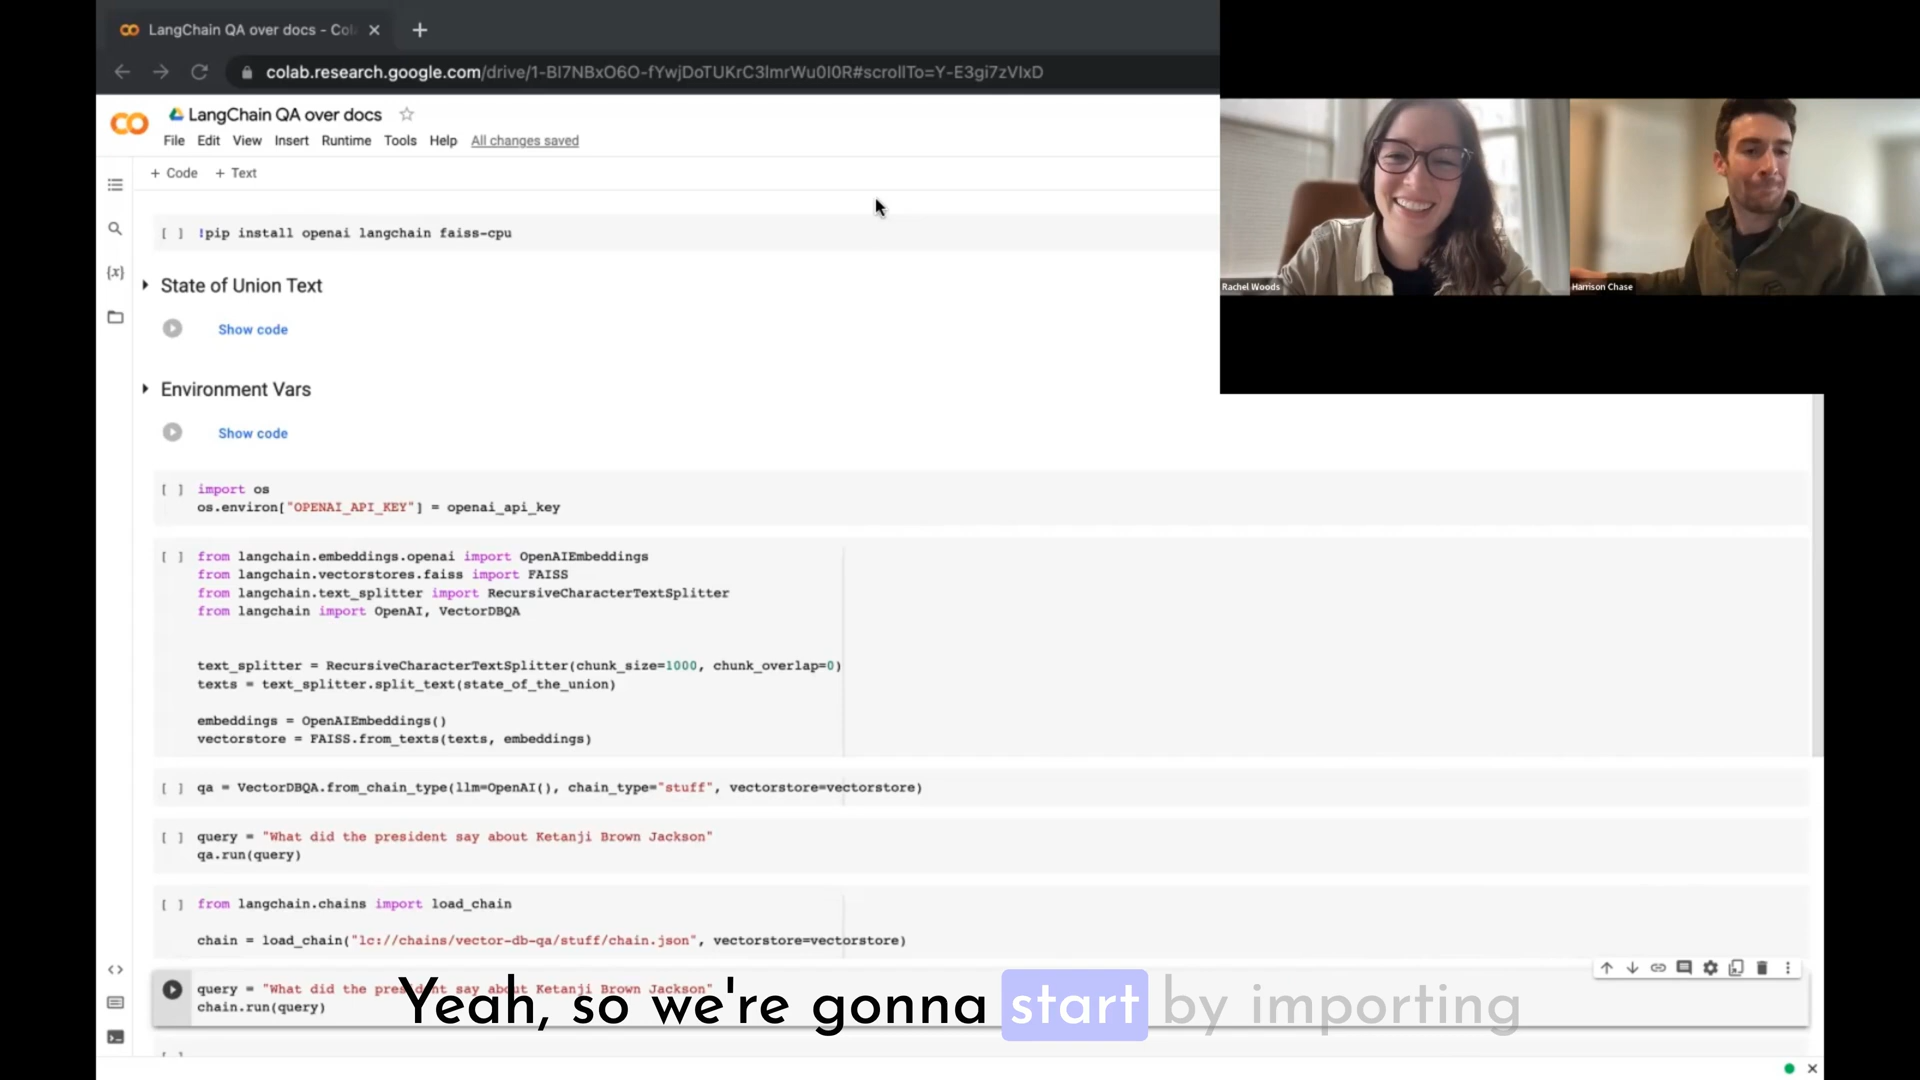 LangChain QA over docs - Col
colab.research.google.com/drive/1-BI7NBxO6O-fYwjDoTUKrC3ImrWu0I0R#scrollTo=Y-E3gi7zVIxD
LangChain QA over docs
File Edit View Insert Runtime Tools Help All changes saved
+ Code + Text
[ ] !pip install openai langchain faiss-cpu
State of Union Text
Show code
Environment Vars
Show code
[ ] import os
os.environ["OPENAI_API_KEY"] = openai_api_key
[ ] from langchain.embeddings.openai import OpenAIEmbeddings
from langchain.vectorstores.faiss import FAISS
from langchain.text_splitter import RecursiveCharacterTextSplitter
from langchain import OpenAI, VectorDBQA
text_splitter = RecursiveCharacterTextSplitter(chunk_size=1000, chunk_overlap=0)
texts = text_splitter.split_text(state_of_the_union)
embeddings = OpenAIEmbeddings()
vectorstore = FAISS.from_texts(texts, embeddings)
[ ] qa = VectorDBQA.from_chain_type(llm=OpenAI(), chain_type="stuff", vectorstore=vectorstore)
[ ] query = "What did the president say about Ketanji Brown Jackson"
qa.run(query)
[ ] from langchain.chains import load_chain
chain = load_chain("lc://chains/vector-db-qa/stuff/chain.json", vectorstore=vectorstore)
query = "What did the president say about Ketanji Brown Jackson"
chain.run(query)
[ ]
Rachel Woods
Harrison Chase
Yeah, so we're gonna start by importing